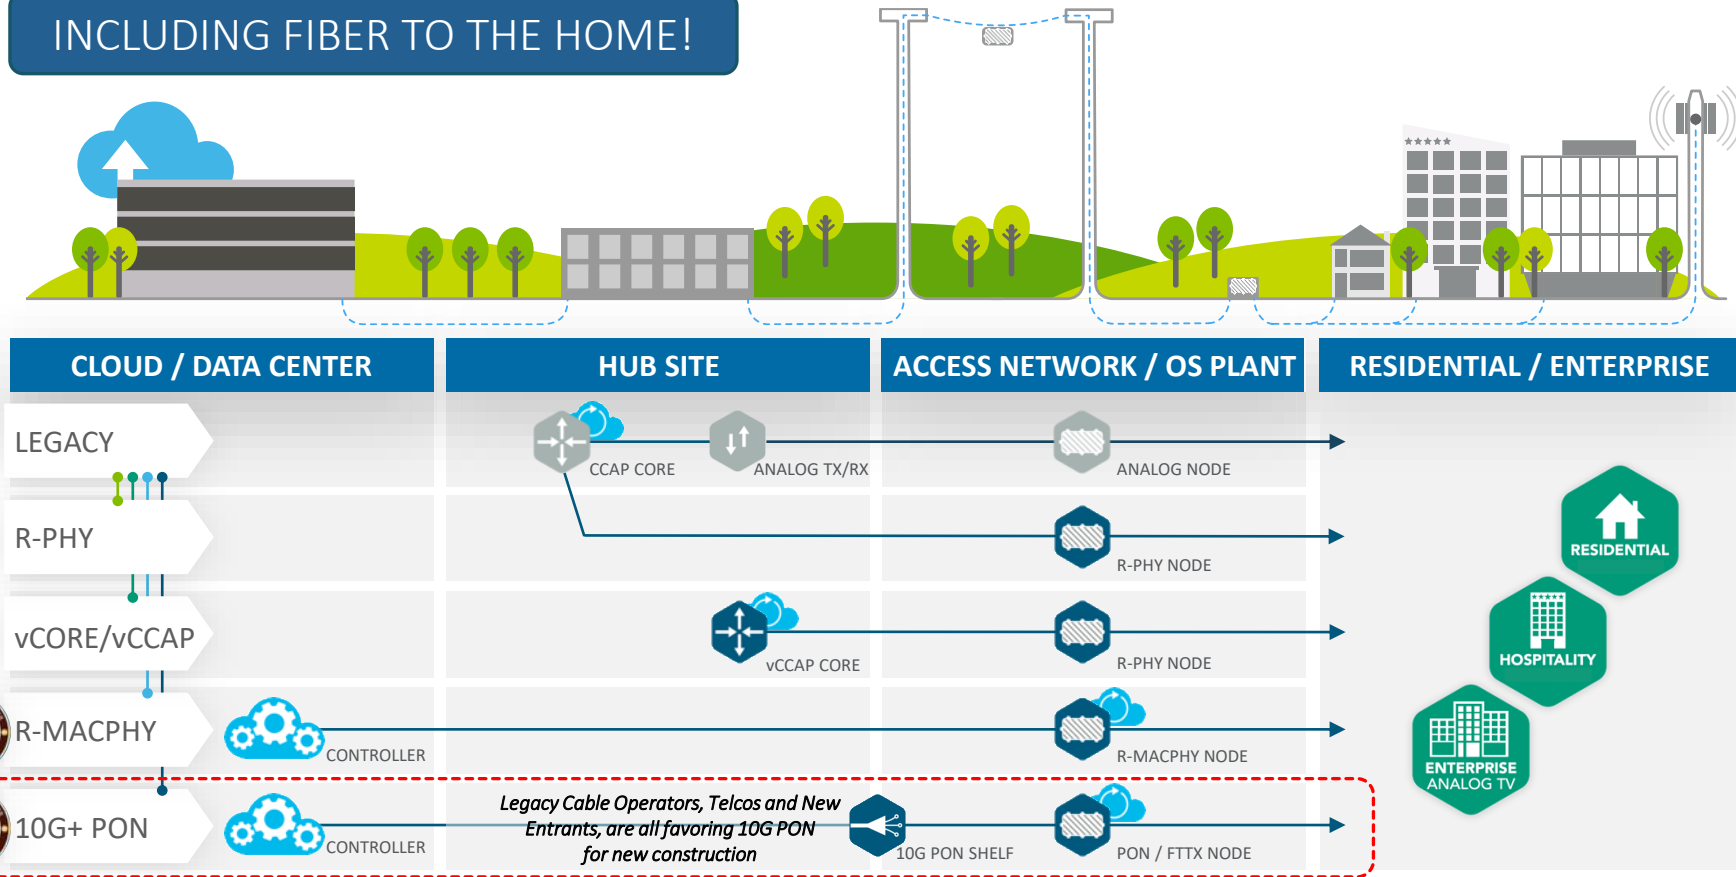 INCLUDING FIBER TO THE HOME!
CLOUD / DATA CENTER
HUB SITE
ACCESS NETWORK / OS PLANT
RESIDENTIAL / ENTERPRISE
LEGACY
CCAP CORE
ANALOG TX/RX
ANALOG NODE
R-PHY
R-PHY NODE
RESIDENTIAL
vCORE/vCCAP
vCCAP CORE
R-PHY NODE
HOSPITALITY
R-MACPHY
CONTROLLER
R-MACPHY NODE
ENTERPRISE
ANALOG TV
10G+ PON
CONTROLLER
Legacy Cable Operators, Telcos and New
Entrants, are all favoring 10G PON
for new construction
10G PON SHELF
PON / FTTX NODE